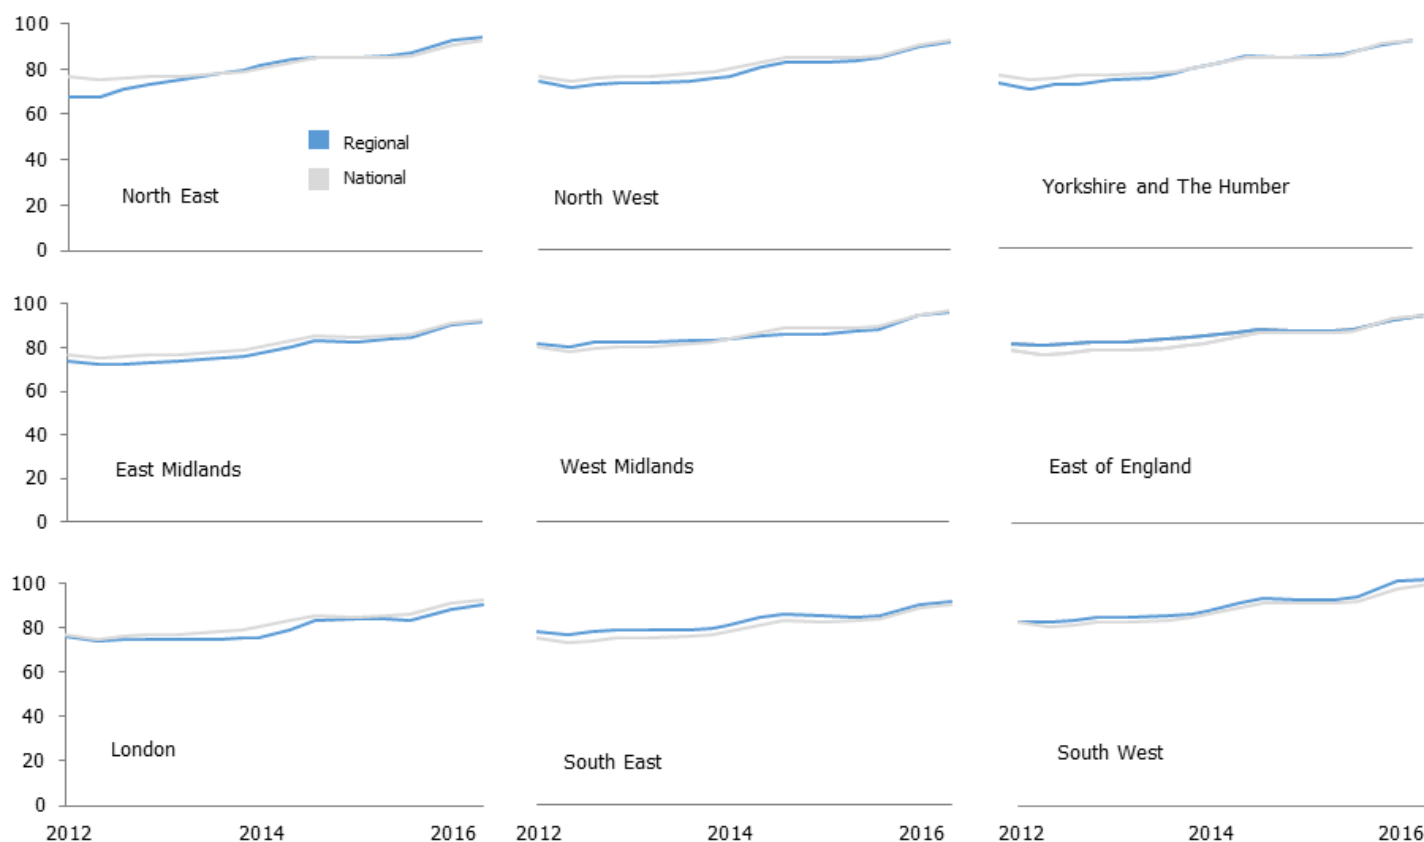 100
80
60
40
20
0
Regional
National
North East
North West
Yorkshire and The Humber
100
80
60
40
20
0
East Midlands
West Midlands
East of England
100
80
60
40
20
0
London
South East
South West
2012 2014 2016
2012 2014 2016
2012 2014 2016